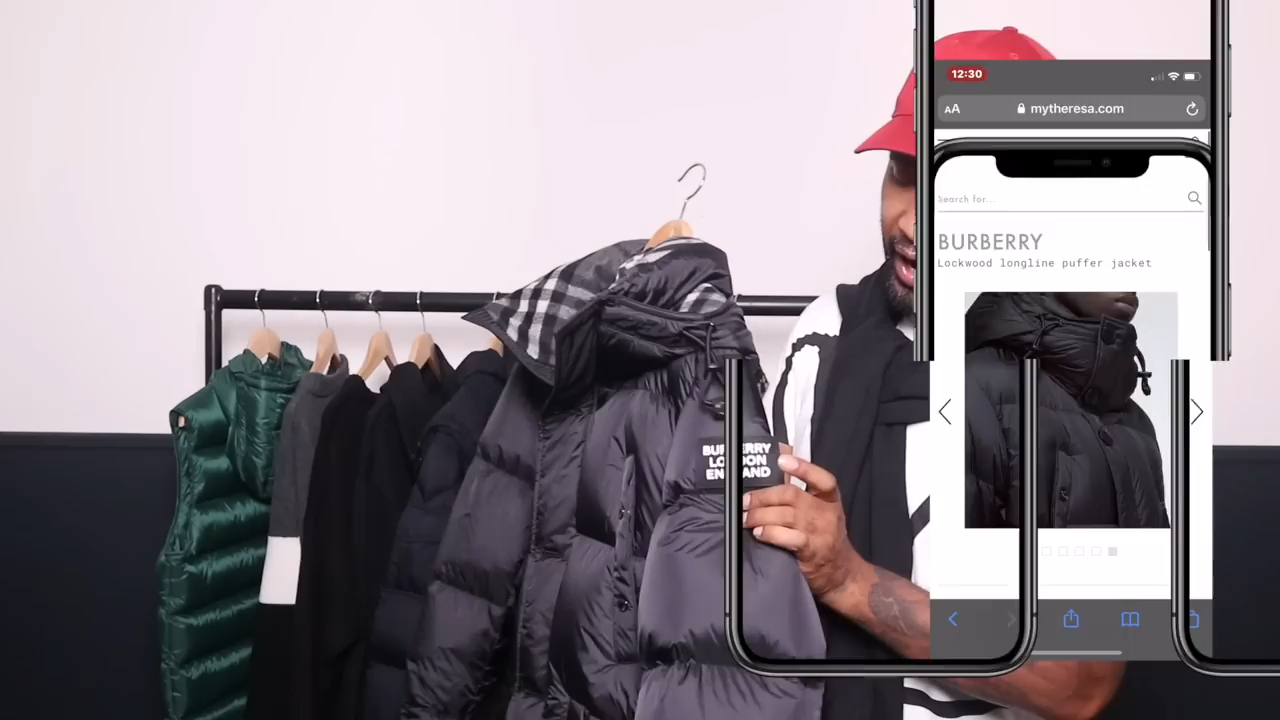 12:30
AA mytheresa.com
Search for...
BURBERRY
Lockwood longline puffer jacket
BURBERRY
LONDON
ENGLAND